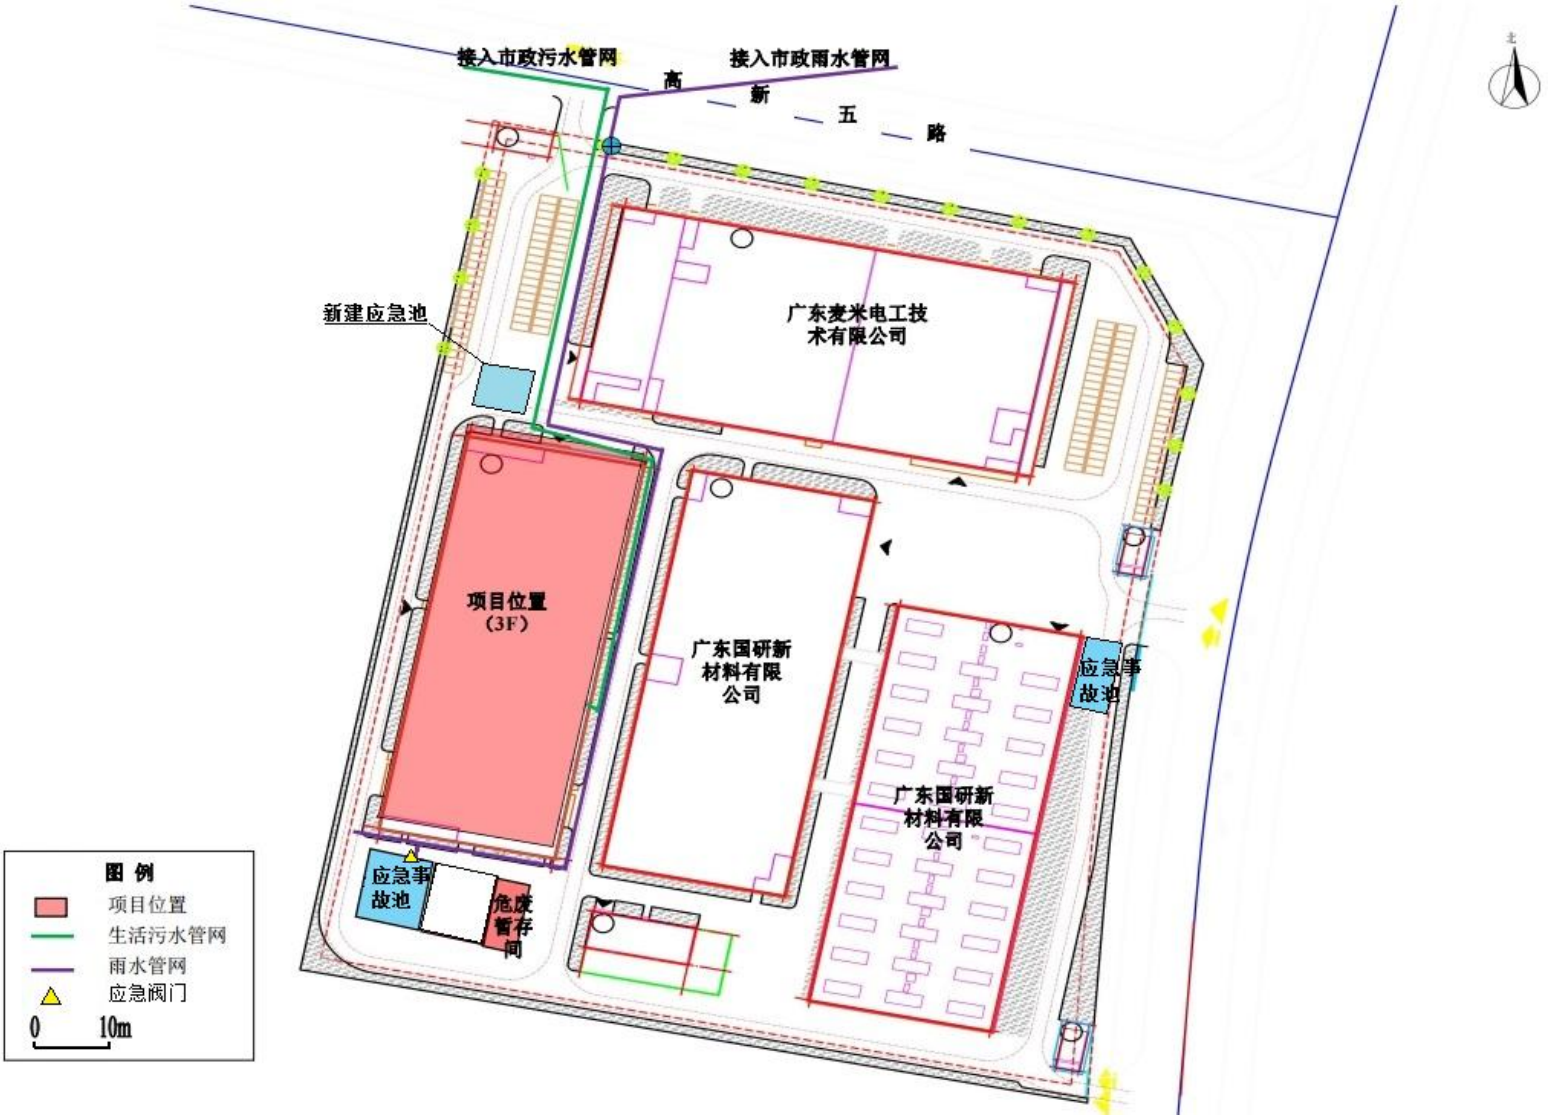 北
接入市政污水管网
接入市政雨水管网
高新五路
新建应急池
广东麦米电工技
术有限公司
项目位置
（3F）
广东国研新
材料有限
公司
应急事
故池
广东国研新
材料有限
公司
应急事
故池
危废
暂存
间
图 例
项目位置
生活污水管网
雨水管网
应急阀门
0 10m